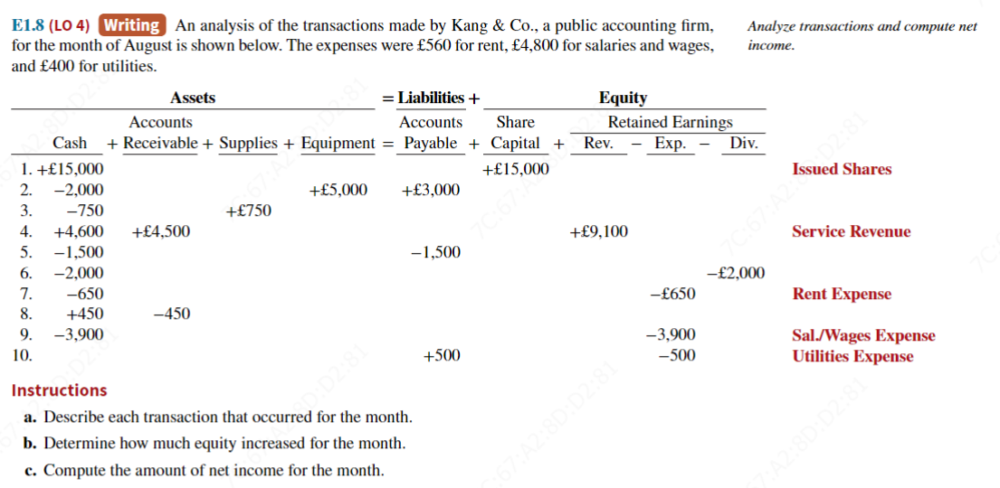 E1.8 (LO 4) Writing An analysis of the transactions made by Kang & Co., a public accounting firm,
for the month of August is shown below. The expenses were £560 for rent, £4,800 for salaries and wages,
and £400 for utilities.
Analyze transactions and compute net
income.
Assets = Liabilities + Equity
Accounts Accounts Share Retained Earnings
Cash + Receivable + Supplies + Equipment = Payable + Capital + Rev. − Exp. − Div.
1. +£15,000 +£15,000 Issued Shares
2. −2,000 +£5,000 +£3,000
3. −750 +£750
4. +4,600 +£4,500 +£9,100 Service Revenue
5. −1,500 −1,500
6. −2,000 −£2,000
7. −650 −£650 Rent Expense
8. +450 −450
9. −3,900 −3,900 Sal./Wages Expense
10. +500 −500 Utilities Expense
Instructions
a. Describe each transaction that occurred for the month.
b. Determine how much equity increased for the month.
c. Compute the amount of net income for the month.